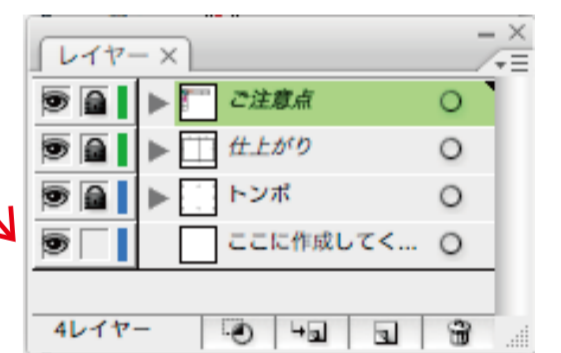 レイヤー
ご注意点
仕上がり
トンボ
ここに作成してく...
4レイヤー